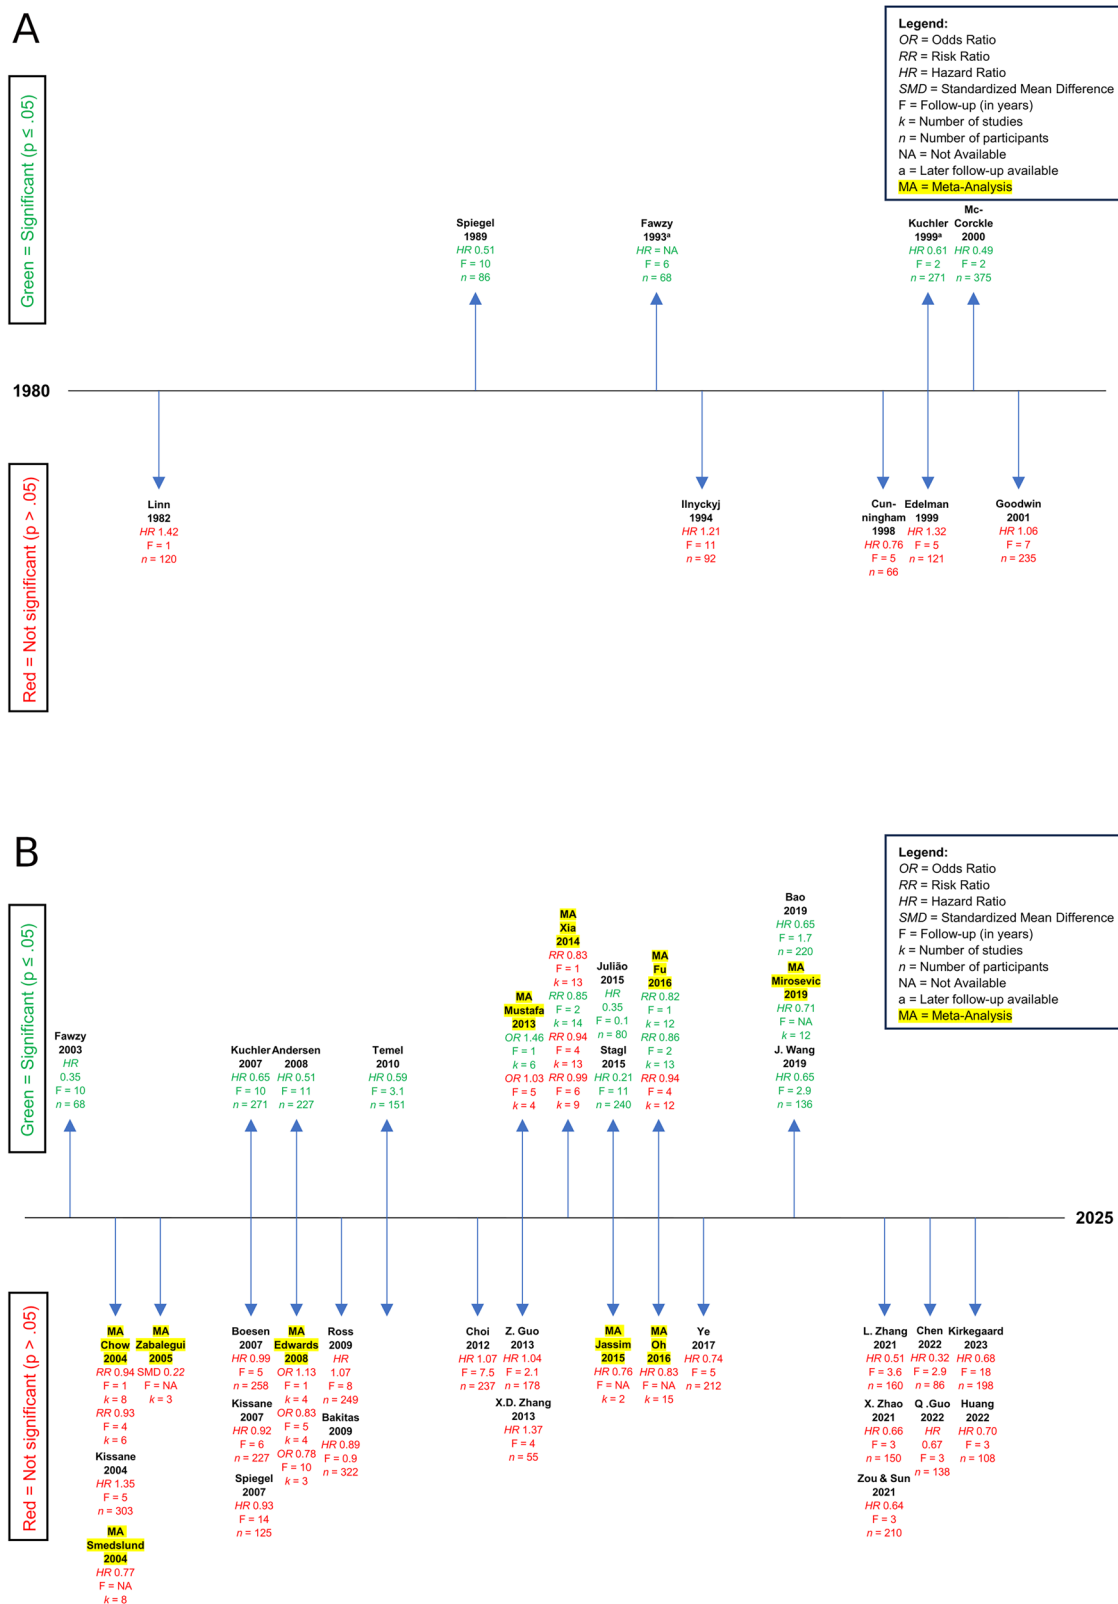 A
Legend:
OR = Odds Ratio
RR = Risk Ratio
HR = Hazard Ratio
SMD = Standardized Mean Difference
F = Follow-up (in years)
k = Number of studies
n = Number of participants
NA = Not Available
a = Later follow-up available
MA = Meta-Analysis
Green = Significant (p ≤ .05)
Spiegel
1989
HR 0.51
F = 10
n = 86
Fawzy
1993ᵃ
HR = NA
F = 6
n = 68
Kuchler
1999ᵃ
HR 0.61
F = 2
n = 271
Mc-
Corckle
2000
HR 0.49
F = 2
n = 375
1980
Red = Not significant (p > .05)
Linn
1982
HR 1.42
F = 1
n = 120
Ilnyckyj
1994
HR 1.21
F = 11
n = 92
Cun-
ningham
1998
HR 0.76
F = 5
n = 66
Edelman
1999
HR 1.32
F = 5
n = 121
Goodwin
2001
HR 1.06
F = 7
n = 235
B
Legend:
OR = Odds Ratio
RR = Risk Ratio
HR = Hazard Ratio
SMD = Standardized Mean Difference
F = Follow-up (in years)
k = Number of studies
n = Number of participants
NA = Not Available
a = Later follow-up available
MA = Meta-Analysis
Green = Significant (p ≤ .05)
Fawzy
2003
HR
0.35
F = 10
n = 68
Kuchler
2007
HR 0.65
F = 10
n = 271
Andersen
2008
HR 0.51
F = 11
n = 227
Temel
2010
HR 0.59
F = 3.1
n = 151
MA
Mustafa
2013
OR 1.46
F = 1
k = 6
OR 1.03
F = 5
k = 4
MA
Xia
2014
RR 0.83
F = 1
k = 13
RR 0.85
F = 2
k = 14
RR 0.94
F = 4
k = 13
RR 0.99
F = 6
k = 9
Julião
2015
HR
0.35
F = 0.1
n = 80
Stagl
2015
HR 0.21
F = 11
n = 240
MA
Fu
2016
RR 0.82
F = 1
k = 12
RR 0.86
F = 2
k = 13
RR 0.94
F = 4
k = 12
Bao
2019
HR 0.65
F = 1.7
n = 220
MA
Mirosevic
2019
HR 0.71
F = NA
k = 12
J. Wang
2019
HR 0.65
F = 2.9
n = 136
2025
Red = Not significant (p > .05)
MA
Chow
2004
RR 0.94
F = 1
k = 8
RR 0.93
F = 4
k = 6
Kissane
2004
HR 1.35
F = 5
n = 303
MA
Smedslund
2004
HR 0.77
F = NA
k = 8
MA
Zabalegui
2005
SMD 0.22
F = NA
k = 3
Boesen
2007
HR 0.99
F = 5
n = 258
Kissane
2007
HR 0.92
F = 6
n = 227
Spiegel
2007
HR 0.93
F = 14
n = 125
MA
Edwards
2008
OR 1.13
F = 1
k = 4
OR 0.83
F = 5
k = 4
OR 0.78
F = 10
k = 3
Ross
2009
HR
1.07
F = 8
n = 249
Bakitas
2009
HR 0.89
F = 0.9
n = 322
Choi
2012
HR 1.07
F = 7.5
n = 237
Z. Guo
2013
HR 1.04
F = 2.1
n = 178
X.D. Zhang
2013
HR 1.37
F = 4
n = 55
MA
Jassim
2015
HR 0.76
F = NA
k = 2
MA
Oh
2016
HR 0.83
F = NA
k = 15
Ye
2017
HR 0.74
F = 5
n = 212
L. Zhang
2021
HR 0.51
F = 3.6
n = 160
X. Zhao
2021
HR 0.66
F = 3
n = 150
Zou & Sun
2021
HR 0.64
F = 3
n = 210
Chen
2022
HR 0.32
F = 2.9
n = 86
Q .Guo
2022
HR
0.67
F = 3
n = 138
Kirkegaard
2023
HR 0.68
F = 18
n = 198
Huang
2022
HR 0.70
F = 3
n = 108